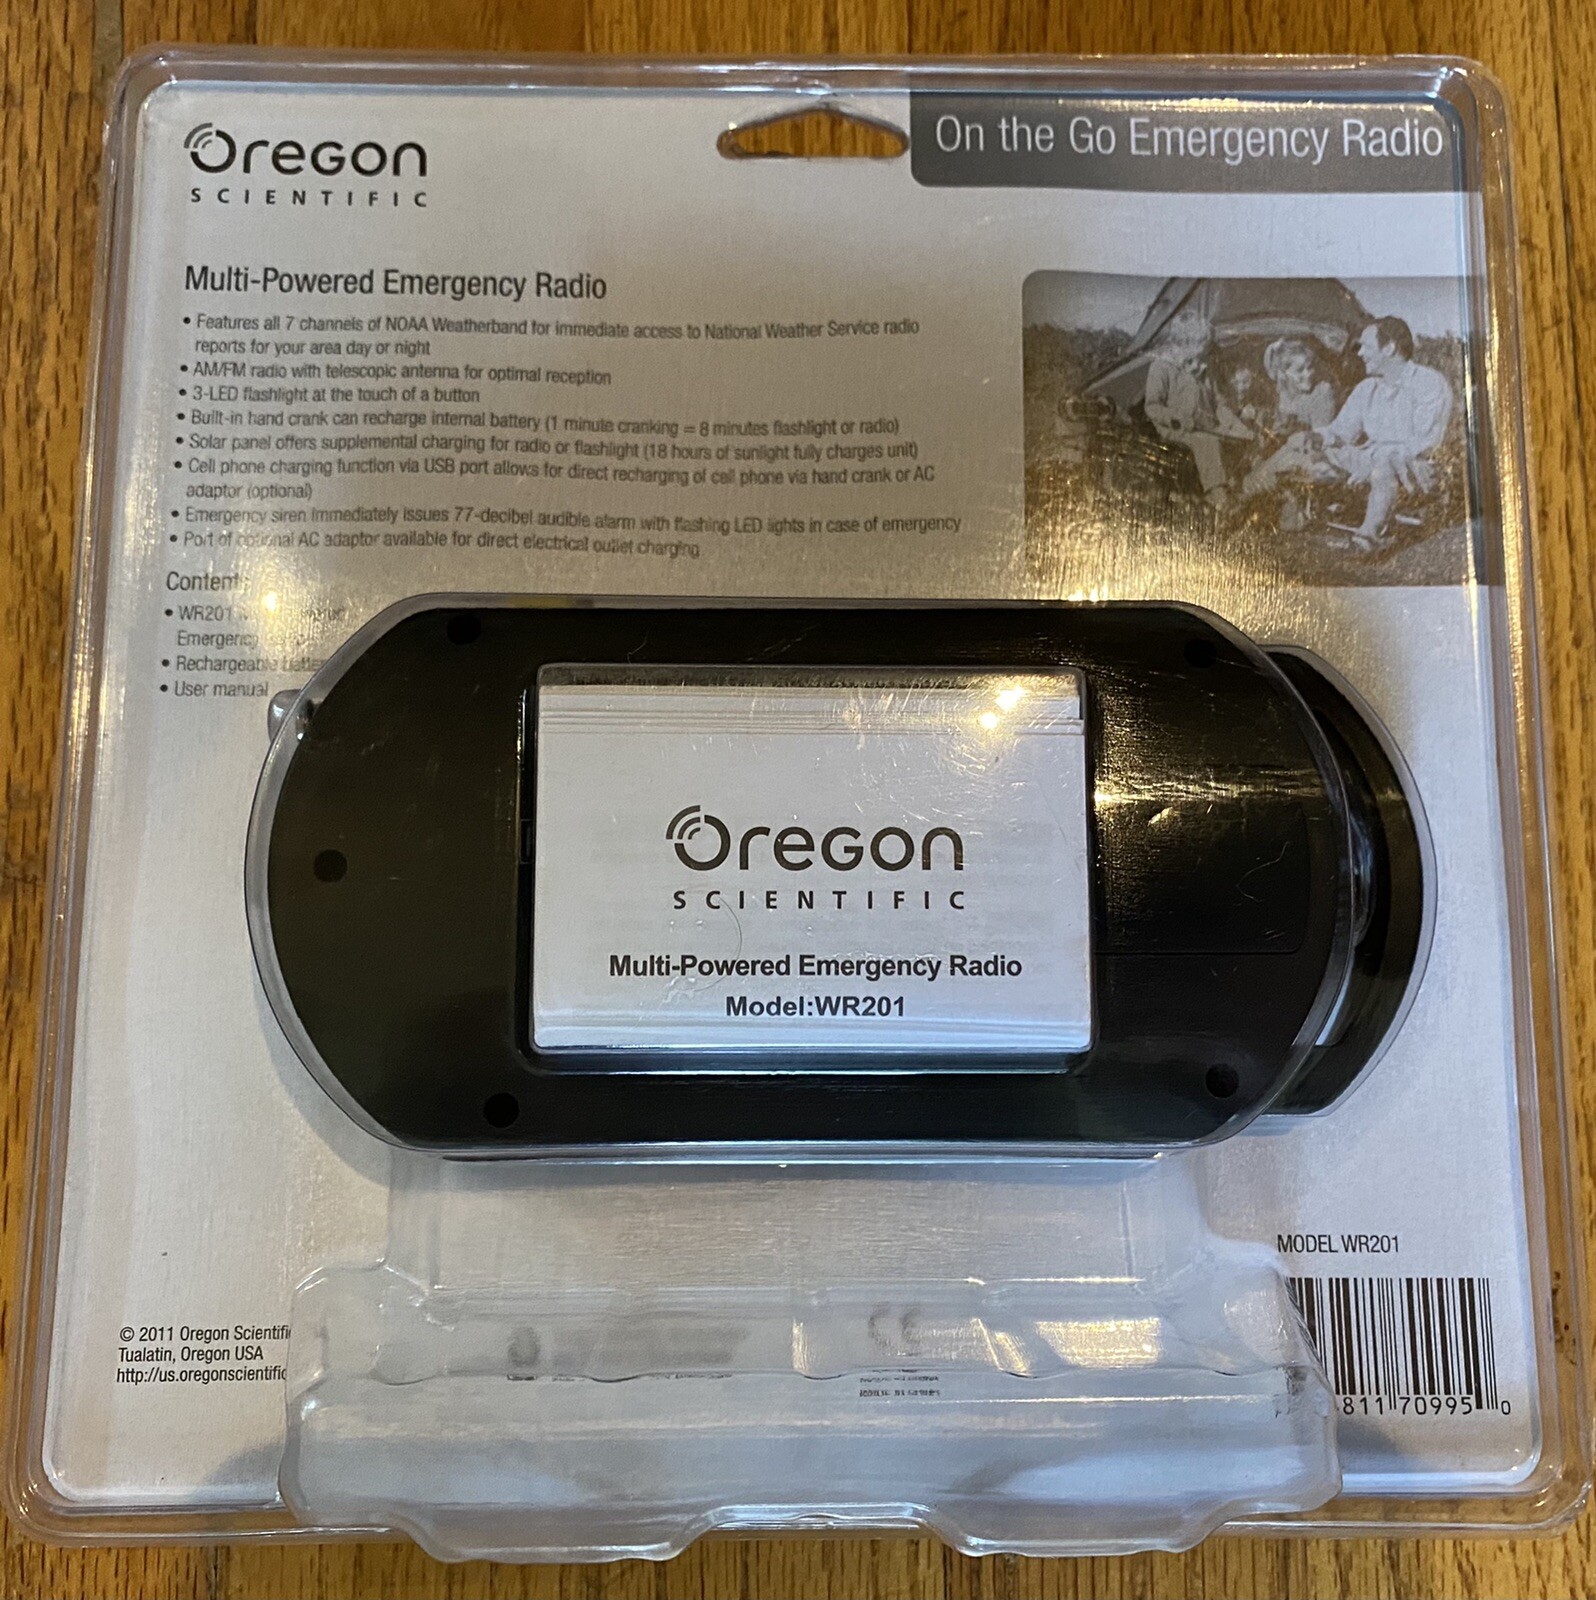 OREGON
SCIENTIFIC
On the Go Emergency Radio
Multi-Powered Emergency Radio
• Features all 7 channels of NOAA Weatherband for immediate access to National Weather Service radio
reports for your area day or night
• AM/FM radio with telescopic antenna for optimal reception
• 3-LED flashlight at the touch of a button
• Built-in hand crank can recharge internal battery (1 minute cranking = 8 minutes flashlight or radio)
• Solar panel offers supplemental charging for radio or flashlight (18 hours of sunlight fully charges unit)
• Cell phone charging function via USB port allows for direct recharging of cell phone via hand crank or AC
adaptor (optional)
• Emergency siren immediately issues 77-decibel audible alarm with flashing LED lights in case of emergency
• Port of optional AC adaptor available for direct electrical outlet charging
Content
• WR201
Emergency
• Rechargeable
• User manual
OREGON
SCIENTIFIC
Multi-Powered Emergency Radio
Model:WR201
MODEL WR201
© 2011 Oregon Scientifi
Tualatin, Oregon USA
http://us.oregonscientific
CE
811 70995 0